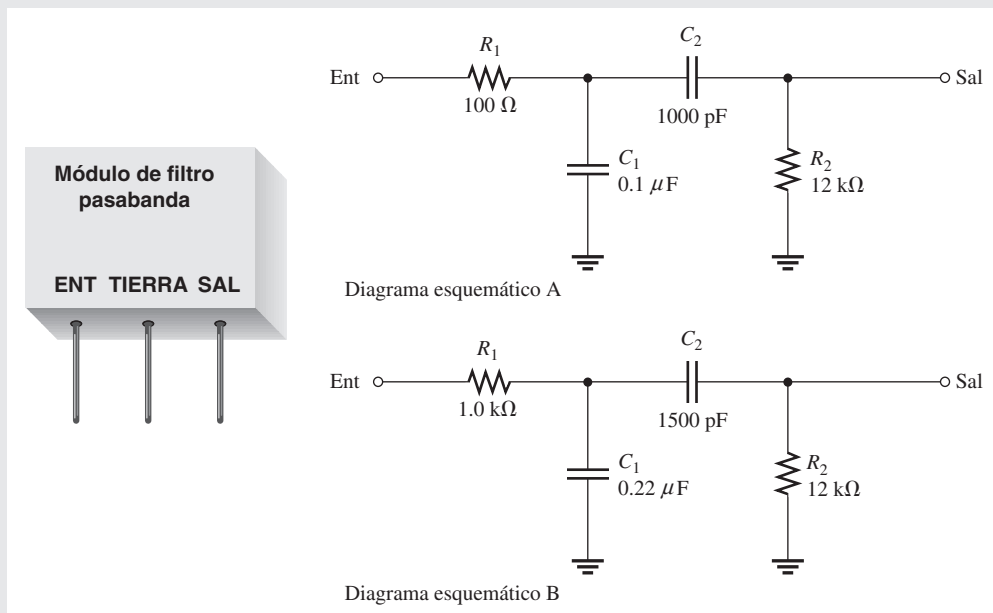 R1
C2
Ent
Sal
100 Ω
1000 pF
C1
0.1 μF
R2
12 kΩ
Diagrama esquemático A
Módulo de filtro
pasabanda
ENT TIERRA SAL
R1
C2
Ent
Sal
1.0 kΩ
1500 pF
C1
0.22 μF
R2
12 kΩ
Diagrama esquemático B